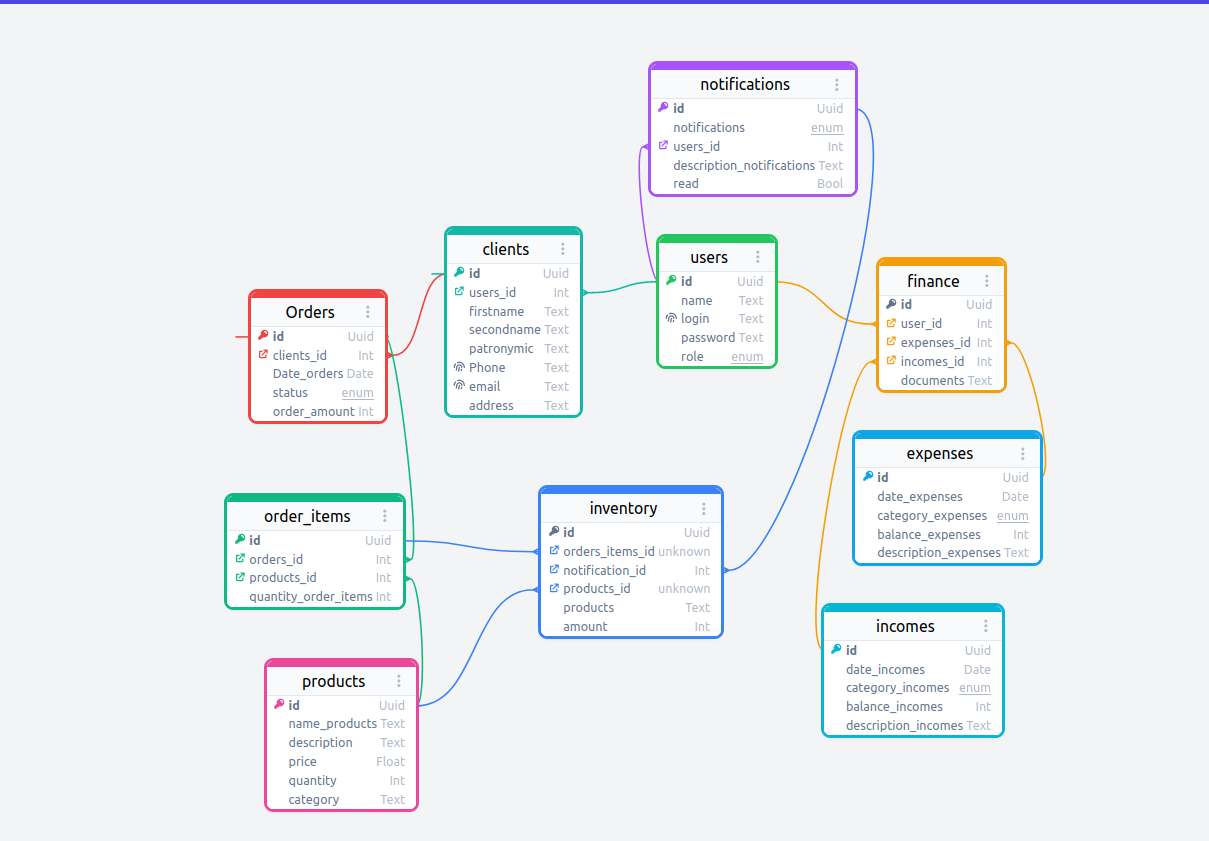 notifications
id Uuid
notifications enum
users_id Int
description_notifications Text
read Bool
clients
id Uuid
users_id Int
firstname Text
secondname Text
patronymic Text
Phone Text
email Text
address Text
users
id Uuid
name Text
login Text
password Text
role enum
finance
id Uuid
user_id Int
expenses_id Int
incomes_id Int
documents Text
Orders
id Uuid
clients_id Int
Date_orders Date
status enum
order_amount Int
expenses
id Uuid
date_expenses Date
category_expenses enum
balance_expenses Int
description_expenses Text
order_items
id Uuid
orders_id Int
products_id Int
quantity_order_items Int
inventory
id Uuid
orders_items_id unknown
notification_id Int
products_id unknown
products Text
amount Int
incomes
id Uuid
date_incomes Date
category_incomes enum
balance_incomes Int
description_incomes Text
products
id Uuid
name_products Text
description Text
price Float
quantity Int
category Text